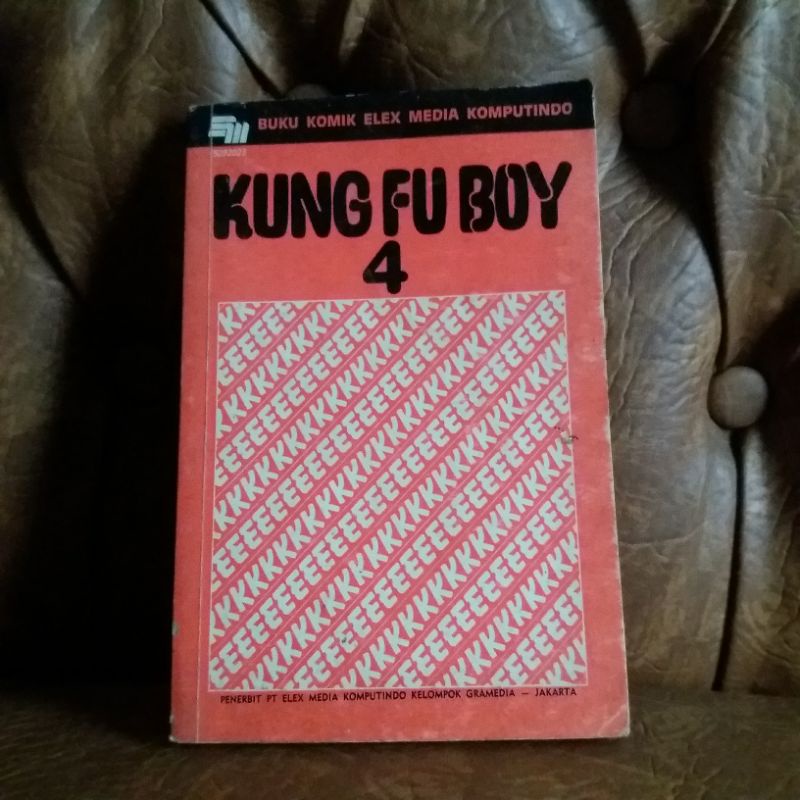 BUKU KOMIK ELEX MEDIA KOMPUTINDO
KUNG FU BOY
4
PENERBIT PT ELEX MEDIA KOMPUTINDO KELOMPOK GRAMEDIA — JAKARTA